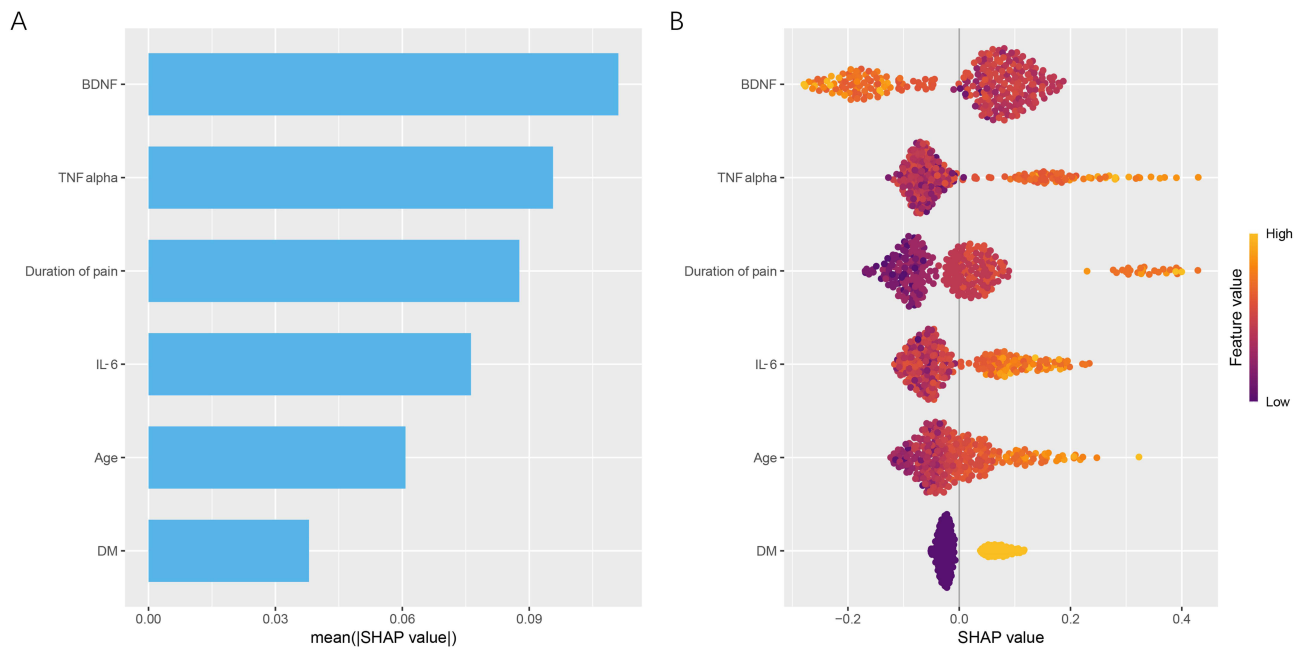 A
BDNF
TNF alpha
Duration of pain
IL-6
Age
DM
0.00 0.03 0.06 0.09
mean(|SHAP value|)
B
BDNF
TNF alpha
Duration of pain
IL-6
Age
DM
−0.2 0.0 0.2 0.4
SHAP value
High
Feature value
Low